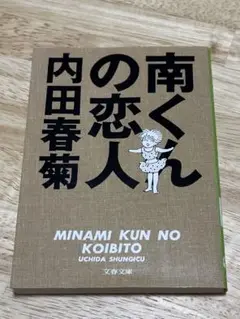 南くん
の恋人
内田春菊
MINAMI KUN NO
KOIBITO
UCHIDA SHUNGICU
文春文庫